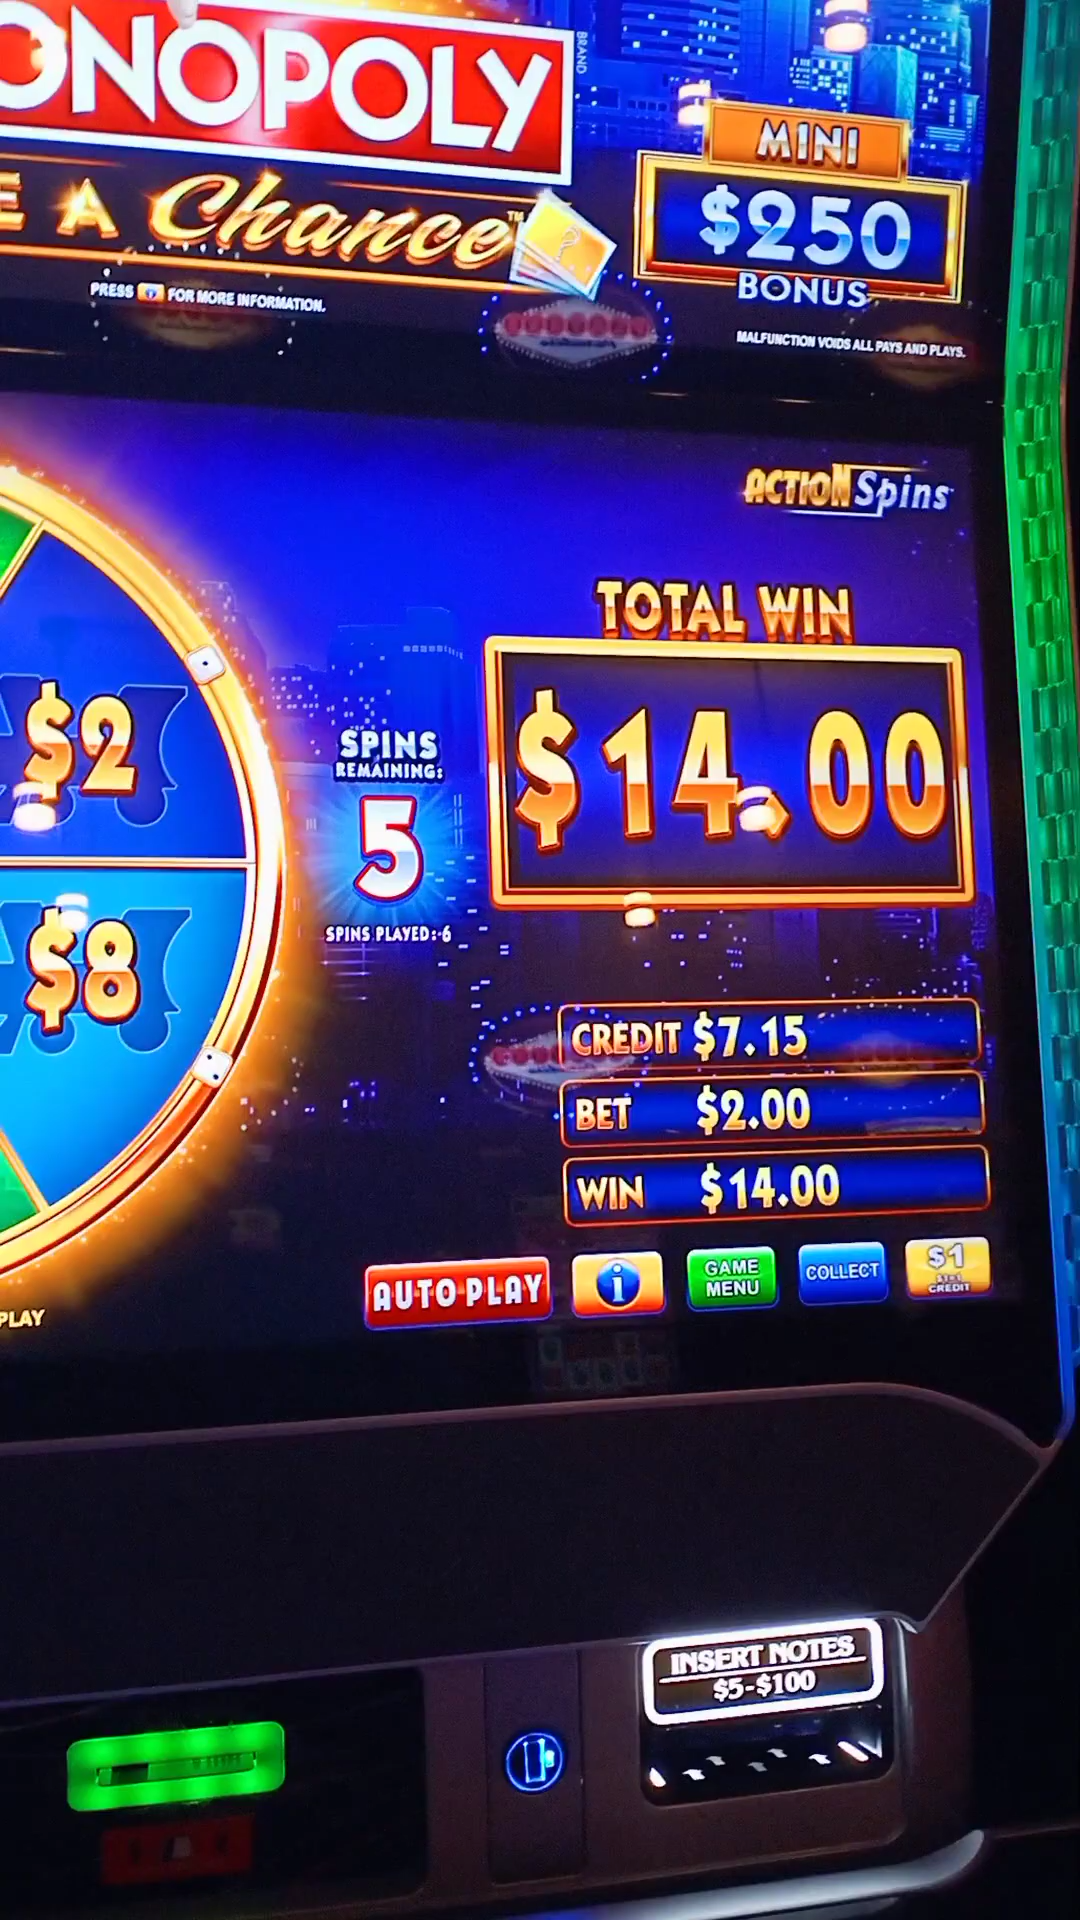 ONOPOLY
BRAND
E A Chance™
PRESS i FOR MORE INFORMATION.
MINI
$250
BONUS
MALFUNCTION VOIDS ALL PAYS AND PLAYS.
ACTION Spins
TOTAL WIN
$14.00
$2
SPINS
REMAINING:
5
SPINS PLAYED: 6
$8
CREDIT $7.15
BET $2.00
WIN $14.00
AUTO PLAY
i
GAME
MENU
COLLECT
$1
CREDIT
PLAY
INSERT NOTES
$5-$100